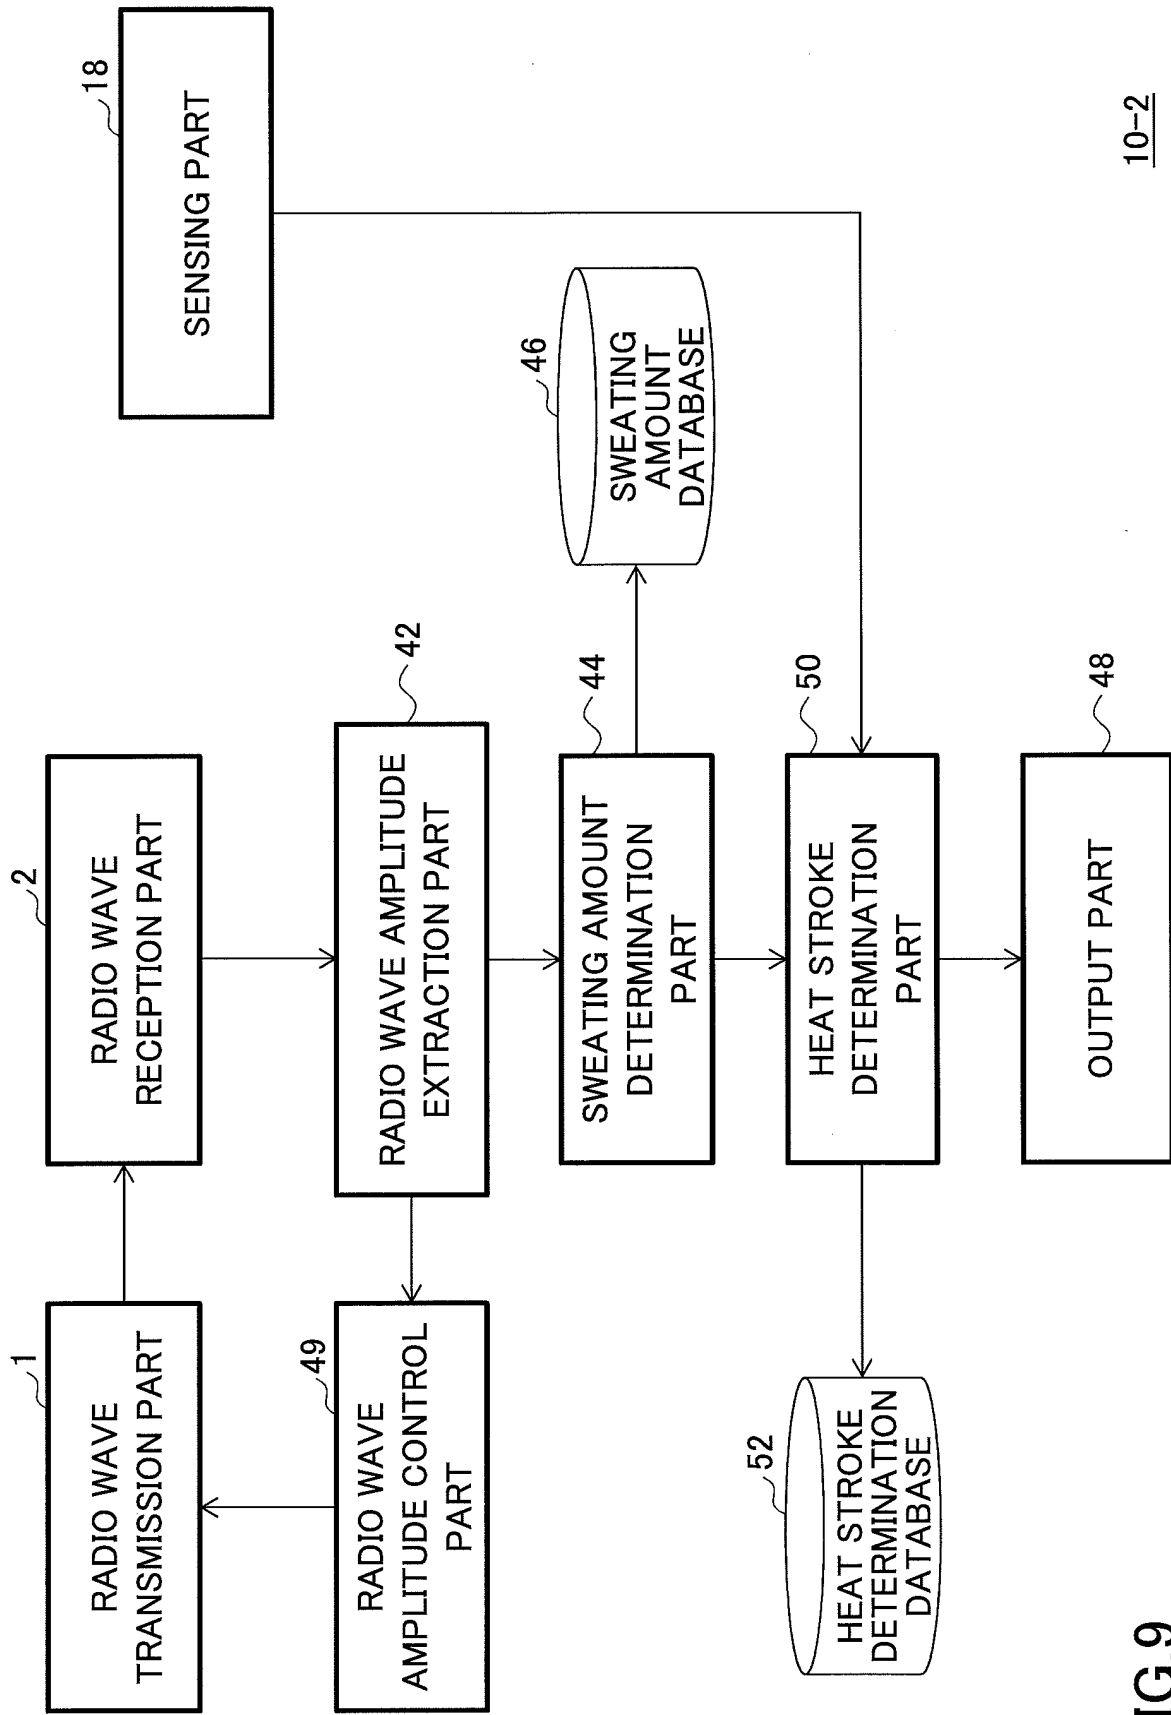 10-2
1
RADIO WAVE
TRANSMISSION PART
2
RADIO WAVE
RECEPTION PART
18
SENSING PART
49
RADIO WAVE
AMPLITUDE CONTROL
PART
42
RADIO WAVE AMPLITUDE
EXTRACTION PART
44
SWEATING AMOUNT
DETERMINATION
PART
46
SWEATING
AMOUNT
DATABASE
52
HEAT STROKE
DETERMINATION
DATABASE
50
HEAT STROKE
DETERMINATION
PART
48
OUTPUT PART
IG.9